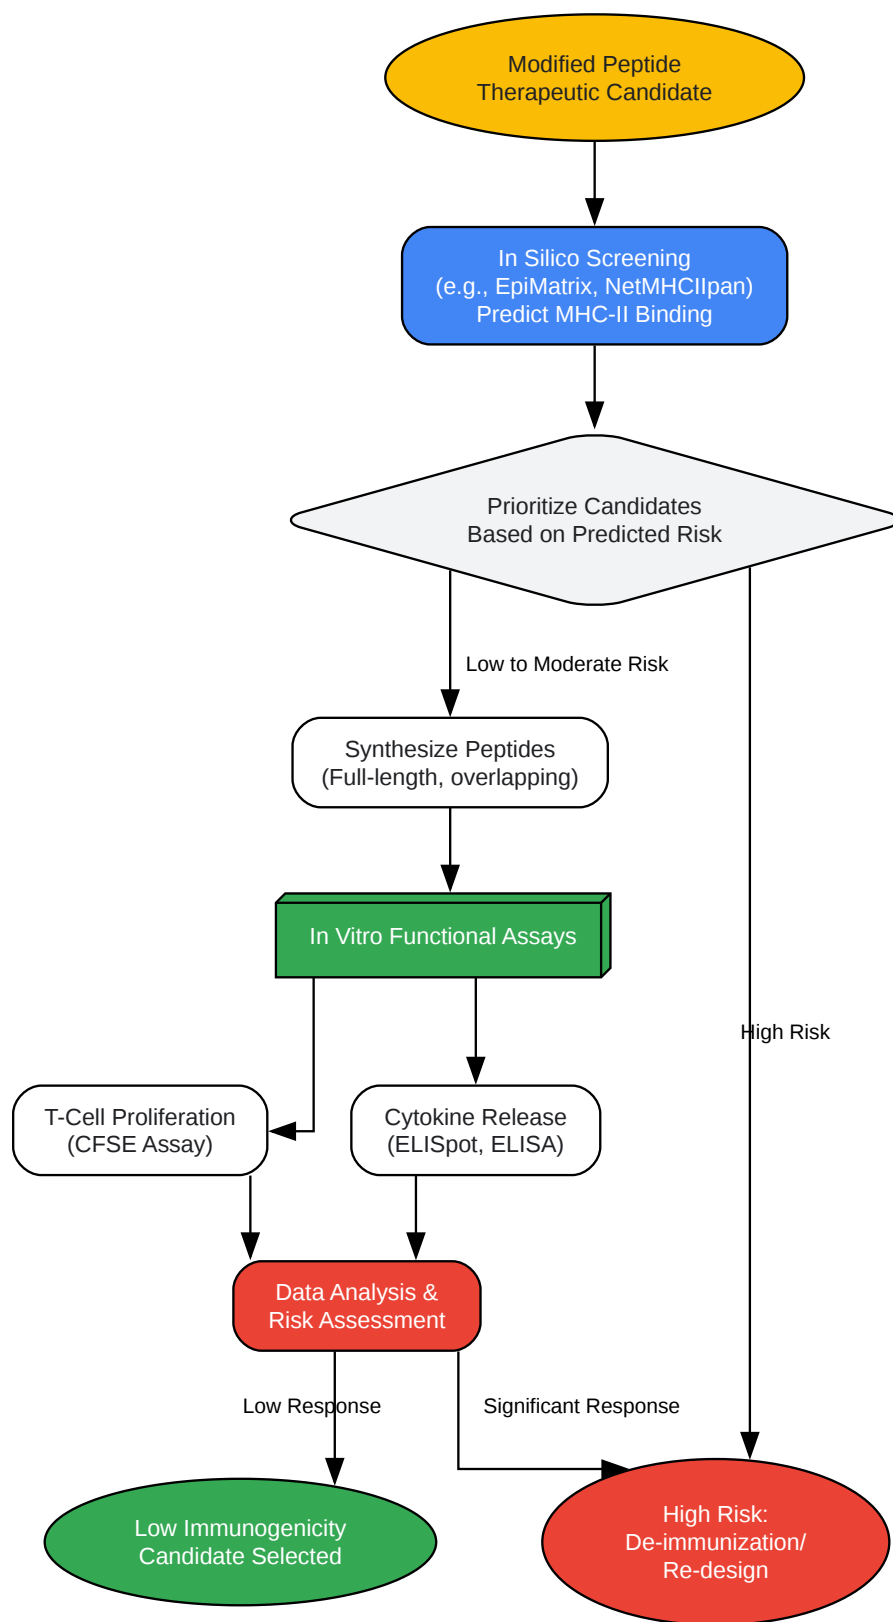 Modified Peptide
Therapeutic Candidate
In Silico Screening
(e.g., EpiMatrix, NetMHCIIpan)
Predict MHC-II Binding
Prioritize Candidates
Based on Predicted Risk
Low to Moderate Risk
Synthesize Peptides
(Full-length, overlapping)
In Vitro Functional Assays
High Risk
T-Cell Proliferation
(CFSE Assay)
Cytokine Release
(ELISpot, ELISA)
Data Analysis &
Risk Assessment
Low Response
Significant Response
Low Immunogenicity
Candidate Selected
High Risk:
De-immunization/
Re-design